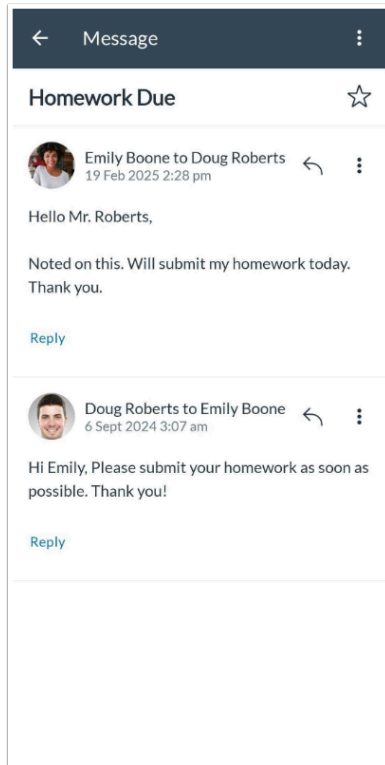 Message
Homework Due
Emily Boone to Doug Roberts
19 Feb 2025 2:28 pm
Hello Mr. Roberts,
Noted on this. Will submit my homework today.
Thank you.
Reply
Doug Roberts to Emily Boone
6 Sept 2024 3:07 am
Hi Emily, Please submit your homework as soon as
possible. Thank you!
Reply